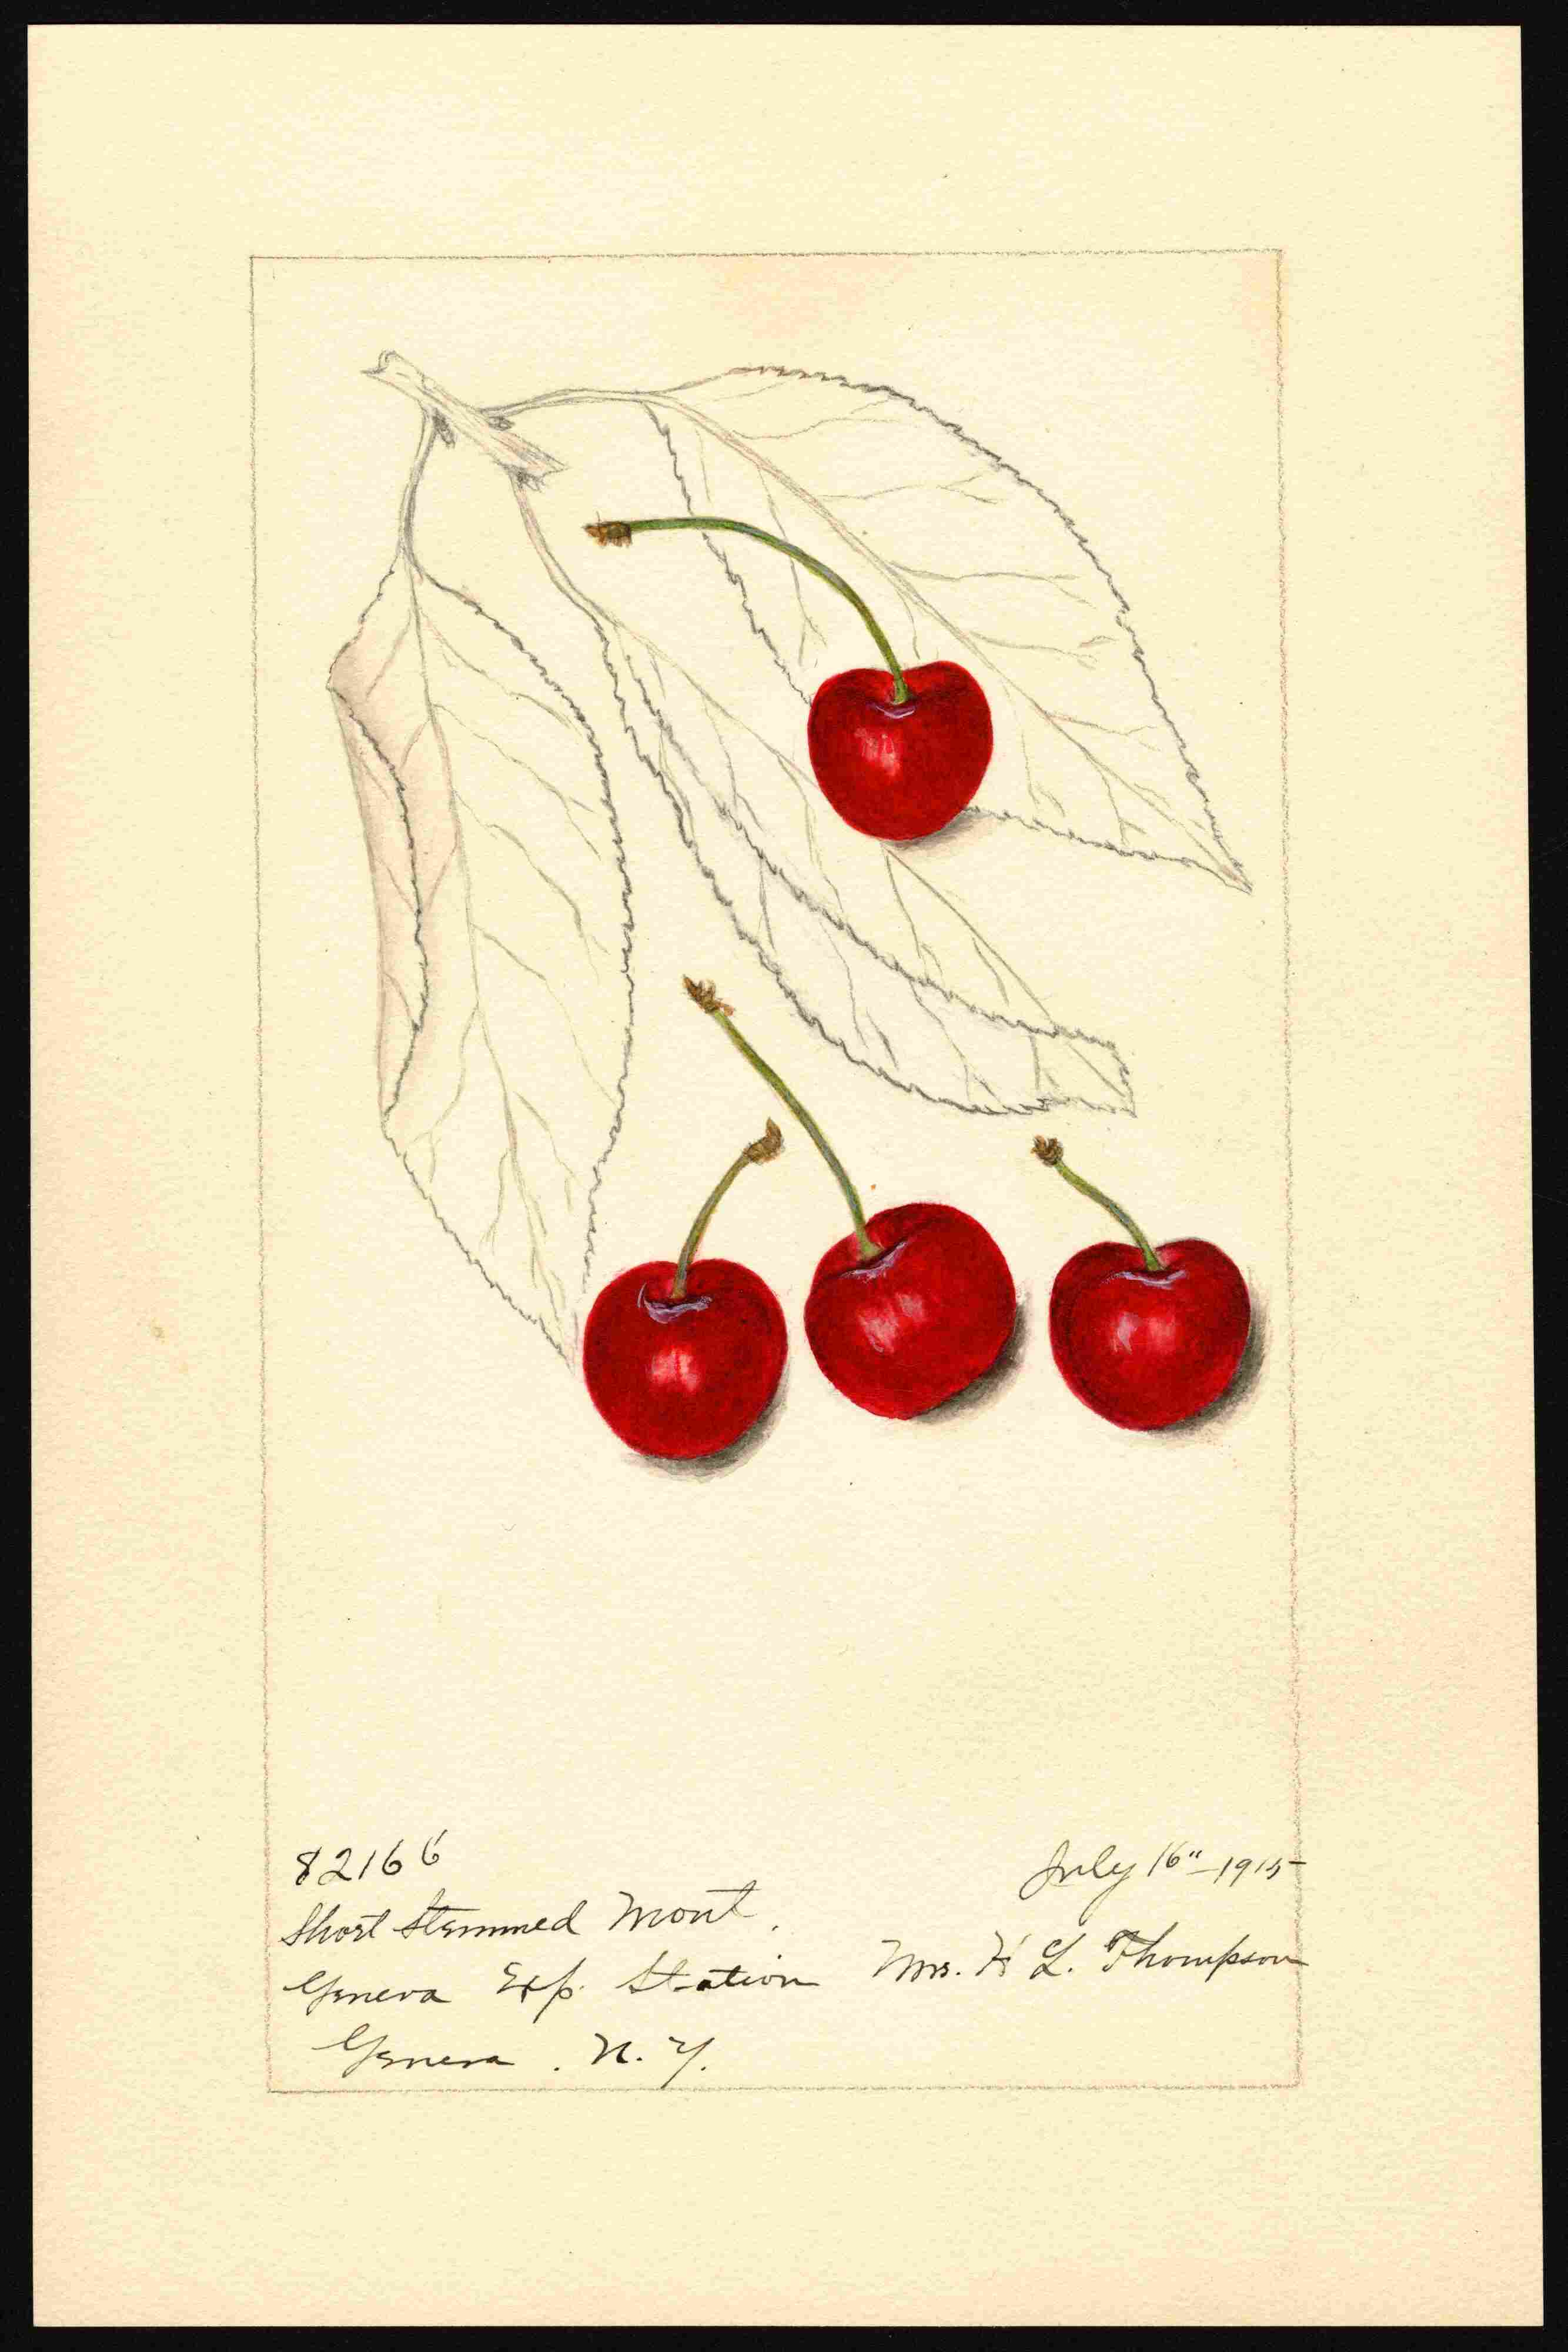 82166
July 16" - 1915
Short Stemmed Mont.
Geneva Exp. Station
Mrs. H L. Thompson
Geneva . N. Y.